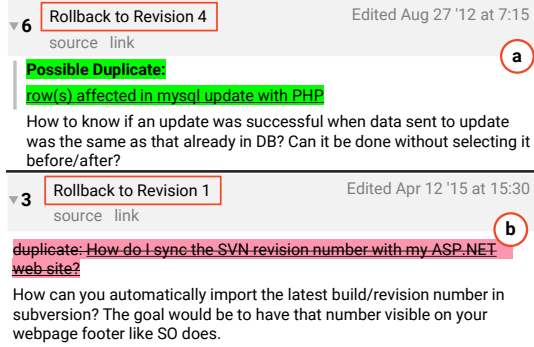 6 Rollback to Revision 4 Edited Aug 27 '12 at 7:15
source link
a
Possible Duplicate:
row(s) affected in mysql update with PHP
How to know if an update was successful when data sent to update
was the same as that already in DB? Can it be done without selecting it
before/after?
3 Rollback to Revision 1 Edited Apr 12 '15 at 15:30
source link
b
duplicate: How do I sync the SVN revision number with my ASP.NET
web site?
How can you automatically import the latest build/revision number in
subversion? The goal would be to have that number visible on your
webpage footer like SO does.